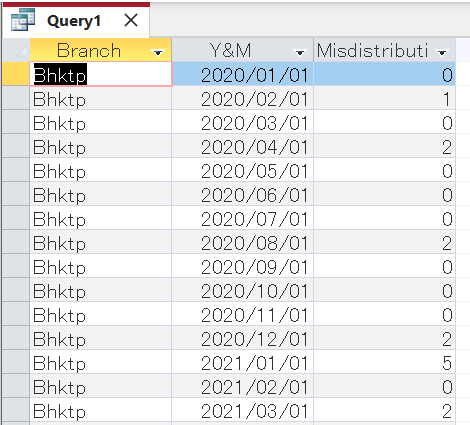 Query1
Branch Y&M Misdistributi
Bhktp 2020/01/01 0
Bhktp 2020/02/01 1
Bhktp 2020/03/01 0
Bhktp 2020/04/01 2
Bhktp 2020/05/01 0
Bhktp 2020/06/01 0
Bhktp 2020/07/01 0
Bhktp 2020/08/01 2
Bhktp 2020/09/01 0
Bhktp 2020/10/01 0
Bhktp 2020/11/01 0
Bhktp 2020/12/01 2
Bhktp 2021/01/01 5
Bhktp 2021/02/01 0
Bhktp 2021/03/01 2